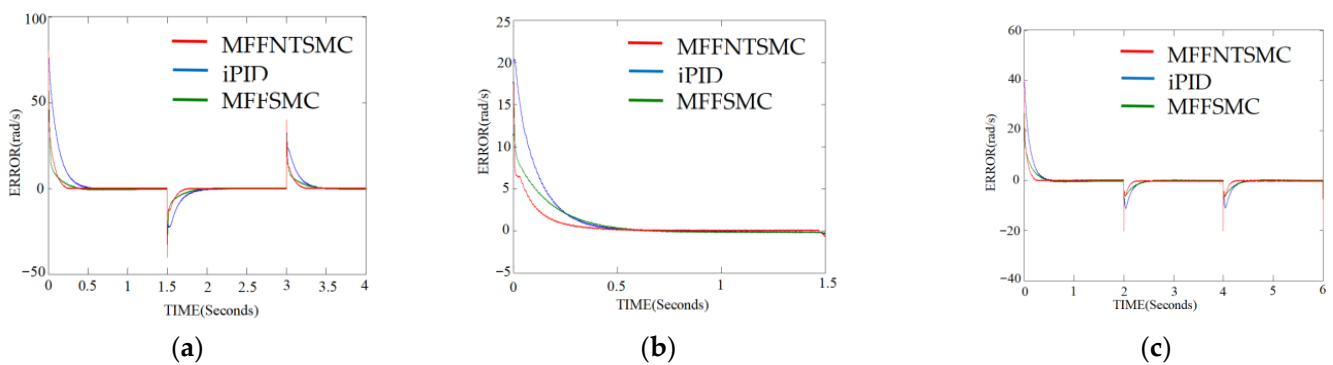 100
50
0
−50
ERROR(rad/s)
MFFNTSMC
iPID
MFFSMC
0 0.5 1 1.5 2 2.5 3 3.5 4
TIME(Seconds)
(a)
25
20
15
10
5
0
−5
ERROR(rad/s)
MFFNTSMC
iPID
MFFSMC
0 0.5 1 1.5
TIME(Seconds)
(b)
60
40
20
0
−20
−40
ERROR(rad/s)
MFFNTSMC
iPID
MFFSMC
0 1 2 3 4 5 6
TIME(Seconds)
(c)